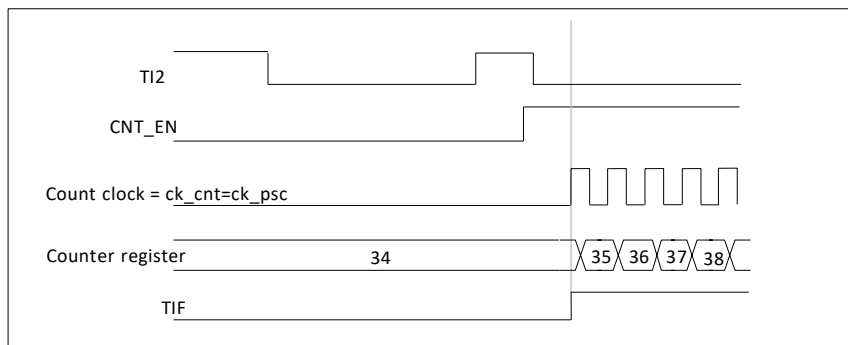 TI2
CNT_EN
Count clock = ck_cnt=ck_psc
Counter register 34 35 36 37 38
TIF